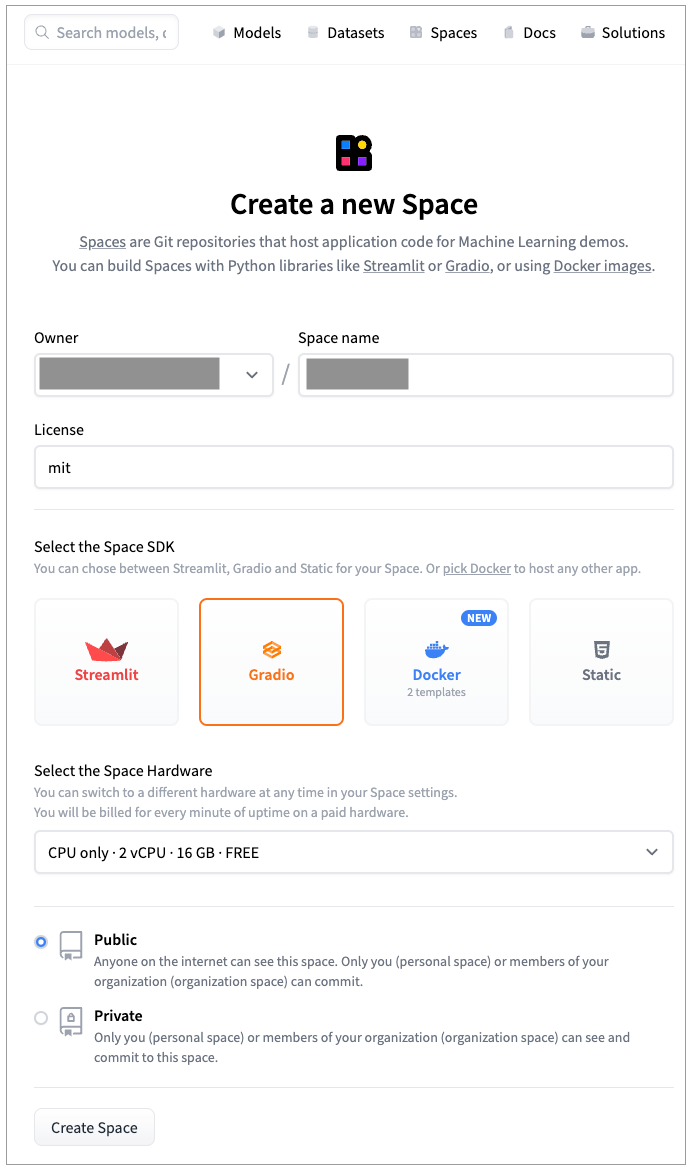 Search models, d
Models
Datasets
Spaces
Docs
Solutions
Create a new Space
Spaces are Git repositories that host application code for Machine Learning demos.
You can build Spaces with Python libraries like Streamlit or Gradio, or using Docker images.
Owner
Space name
/
License
mit
Select the Space SDK
You can chose between Streamlit, Gradio and Static for your Space. Or pick Docker to host any other app.
Streamlit
Gradio
NEW
Docker
2 templates
Static
Select the Space Hardware
You can switch to a different hardware at any time in your Space settings.
You will be billed for every minute of uptime on a paid hardware.
CPU only · 2 vCPU · 16 GB · FREE
Public
Anyone on the internet can see this space. Only you (personal space) or members of your
organization (organization space) can commit.
Private
Only you (personal space) or members of your organization (organization space) can see and
commit to this space.
Create Space